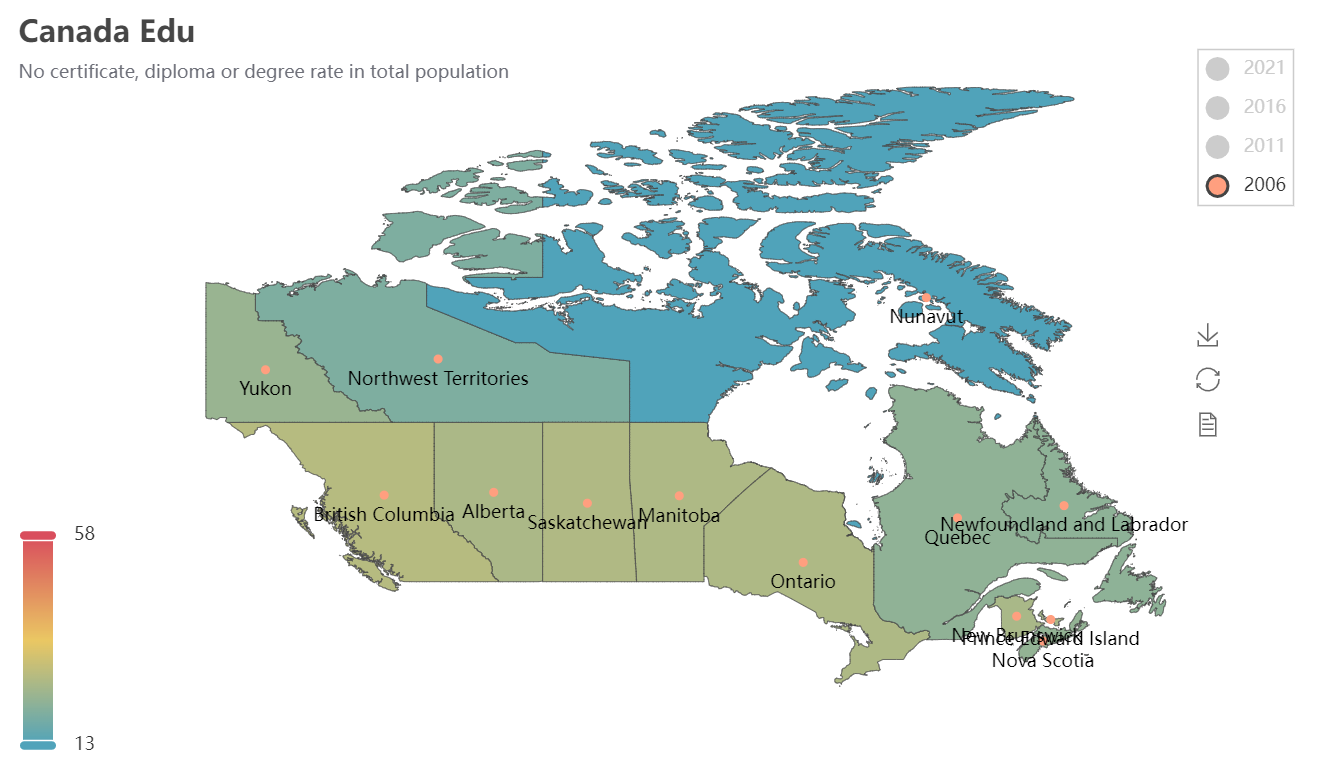 Canada Edu
No certificate, diploma or degree rate in total population
2021
2016
2011
2006
Nunavut
Yukon
Northwest Territories
British Columbia
Alberta
Saskatchewan
Manitoba
Newfoundland and Labrador
Quebec
Ontario
New Brunswick
Prince Edward Island
Nova Scotia
58
13